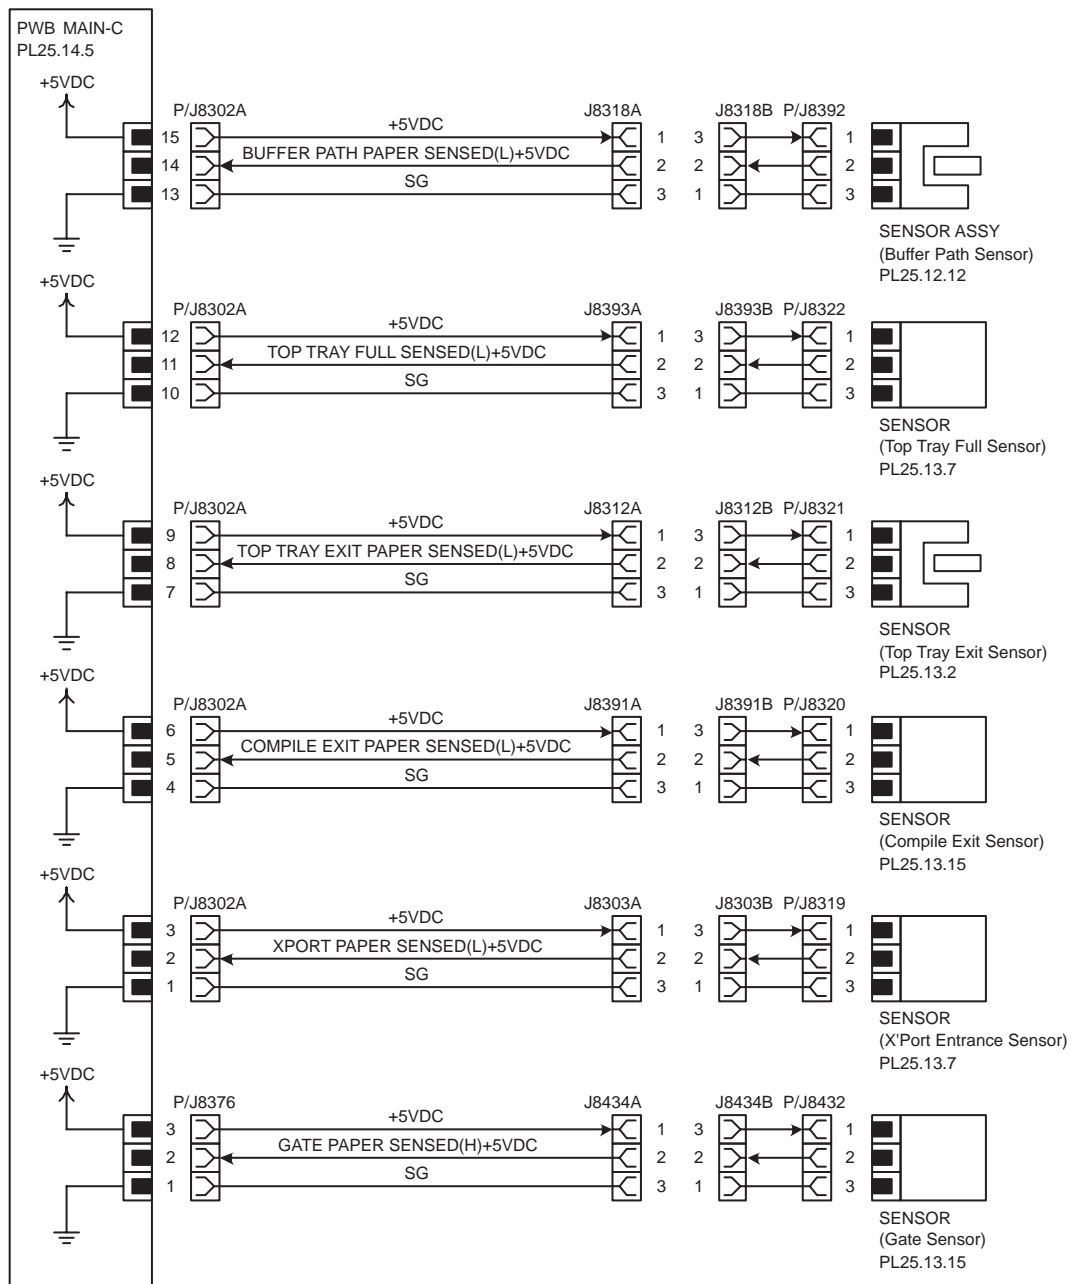 PWB MAIN-C
PL25.14.5
+5VDC
P/J8302A J8318A J8318B P/J8392
15 +5VDC 1 3 1
14 BUFFER PATH PAPER SENSED(L)+5VDC 2 2 2
13 SG 3 1 3
SENSOR ASSY
(Buffer Path Sensor)
PL25.12.12
+5VDC
P/J8302A J8393A J8393B P/J8322
12 +5VDC 1 3 1
11 TOP TRAY FULL SENSED(L)+5VDC 2 2 2
10 SG 3 1 3
SENSOR
(Top Tray Full Sensor)
PL25.13.7
+5VDC
P/J8302A J8312A J8312B P/J8321
9 +5VDC 1 3 1
8 TOP TRAY EXIT PAPER SENSED(L)+5VDC 2 2 2
7 SG 3 1 3
SENSOR
(Top Tray Exit Sensor)
PL25.13.2
+5VDC
P/J8302A J8391A J8391B P/J8320
6 +5VDC 1 3 1
5 COMPILE EXIT PAPER SENSED(L)+5VDC 2 2 2
4 SG 3 1 3
SENSOR
(Compile Exit Sensor)
PL25.13.15
+5VDC
P/J8302A J8303A J8303B P/J8319
3 +5VDC 1 3 1
2 XPORT PAPER SENSED(L)+5VDC 2 2 2
1 SG 3 1 3
SENSOR
(X'Port Entrance Sensor)
PL25.13.7
+5VDC
P/J8376 J8434A J8434B P/J8432
3 +5VDC 1 3 1
2 GATE PAPER SENSED(H)+5VDC 2 2 2
1 SG 3 1 3
SENSOR
(Gate Sensor)
PL25.13.15